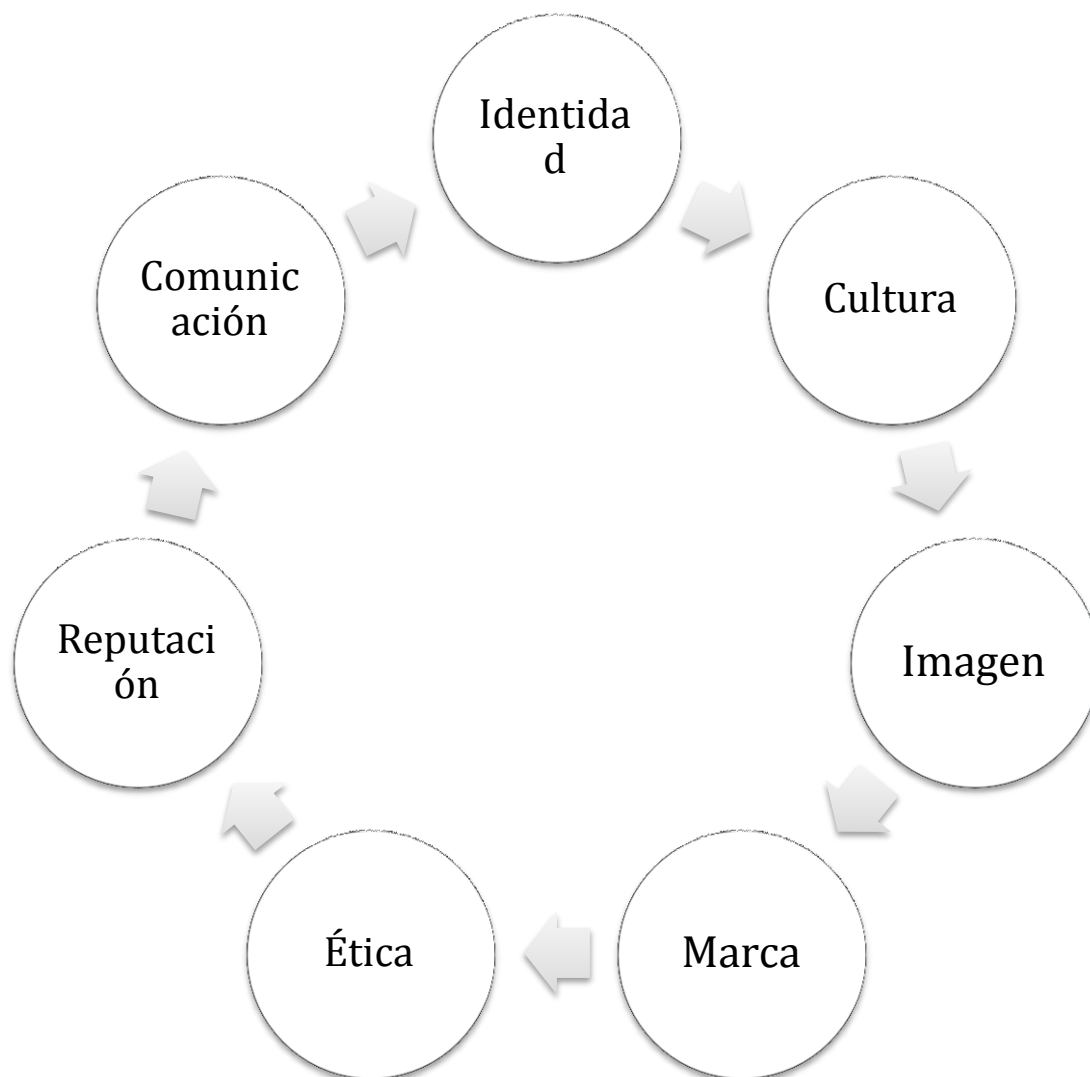 Identida
d
Cultura
Imagen
Marca
Ética
Reputaci
ón
Comunic
ación